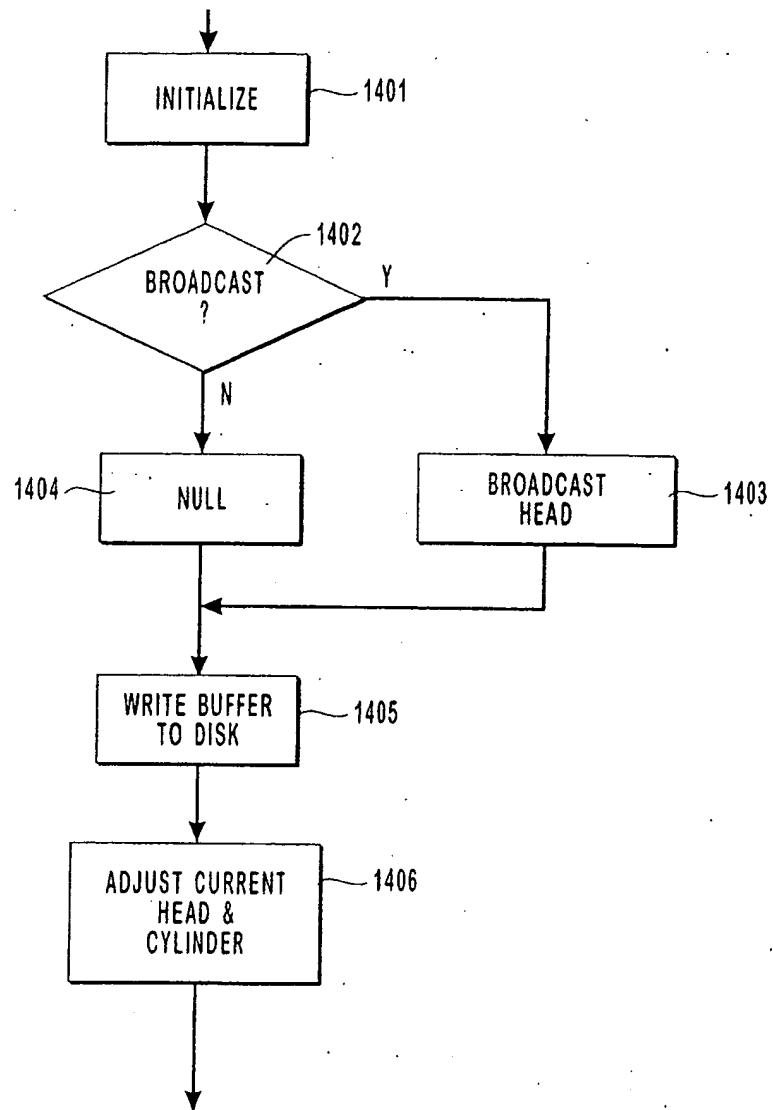 INITIALIZE
1401
1402
BROADCAST
?
Y
N
1404
NULL
BROADCAST
HEAD
1403
WRITE BUFFER
TO DISK
1405
ADJUST CURRENT
HEAD &
CYLINDER
1406